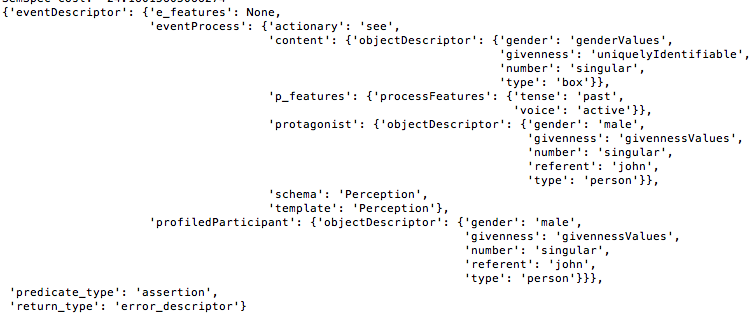 {'eventDescriptor': {'e_features': None,
'eventProcess': {'actionary': 'see',
'content': {'objectDescriptor': {'gender': 'genderValues',
'givenness': 'uniquelyIdentifiable',
'number': 'singular',
'type': 'box'}},
'p_features': {'processFeatures': {'tense': 'past',
'voice': 'active'}},
'protagonist': {'objectDescriptor': {'gender': 'male',
'givenness': 'givennessValues',
'number': 'singular',
'referent': 'john',
'type': 'person'}},
'schema': 'Perception',
'template': 'Perception'},
'profiledParticipant': {'objectDescriptor': {'gender': 'male',
'givenness': 'givennessValues',
'number': 'singular',
'referent': 'john',
'type': 'person'}}},
'predicate_type': 'assertion',
'return_type': 'error_descriptor'}